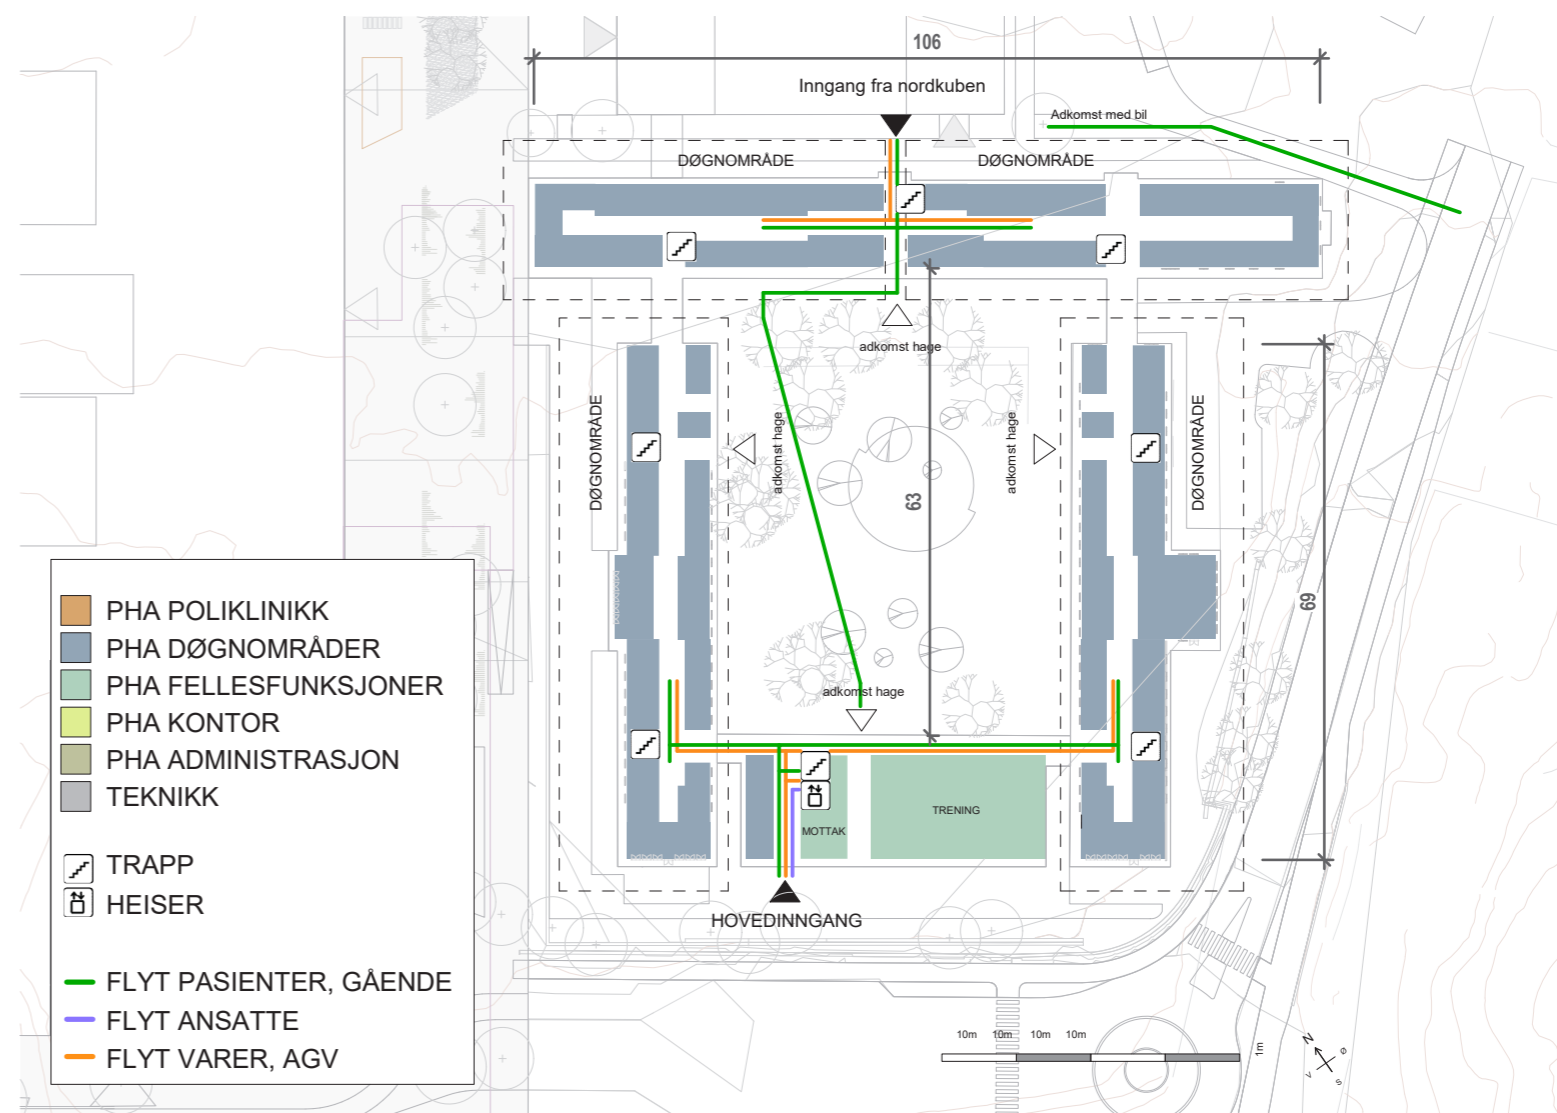 106
Inngang fra nordkuben
Adkomst med bil
DØGNOMRÅDE
DØGNOMRÅDE
adkomst hage
DØGNOMRÅDE
adkomst hage
63
adkomst hage
DØGNOMRÅDE
69
adkomst hage
MOTTAK
TRENING
HOVEDINNGANG
PHA POLIKLINIKK
PHA DØGNOMRÅDER
PHA FELLESFUNKSJONER
PHA KONTOR
PHA ADMINISTRASJON
TEKNIKK
TRAPP
HEISER
FLYT PASIENTER, GÅENDE
FLYT ANSATTE
FLYT VARER, AGV
10m 10m 10m 10m
1m
N
Ø
V
S